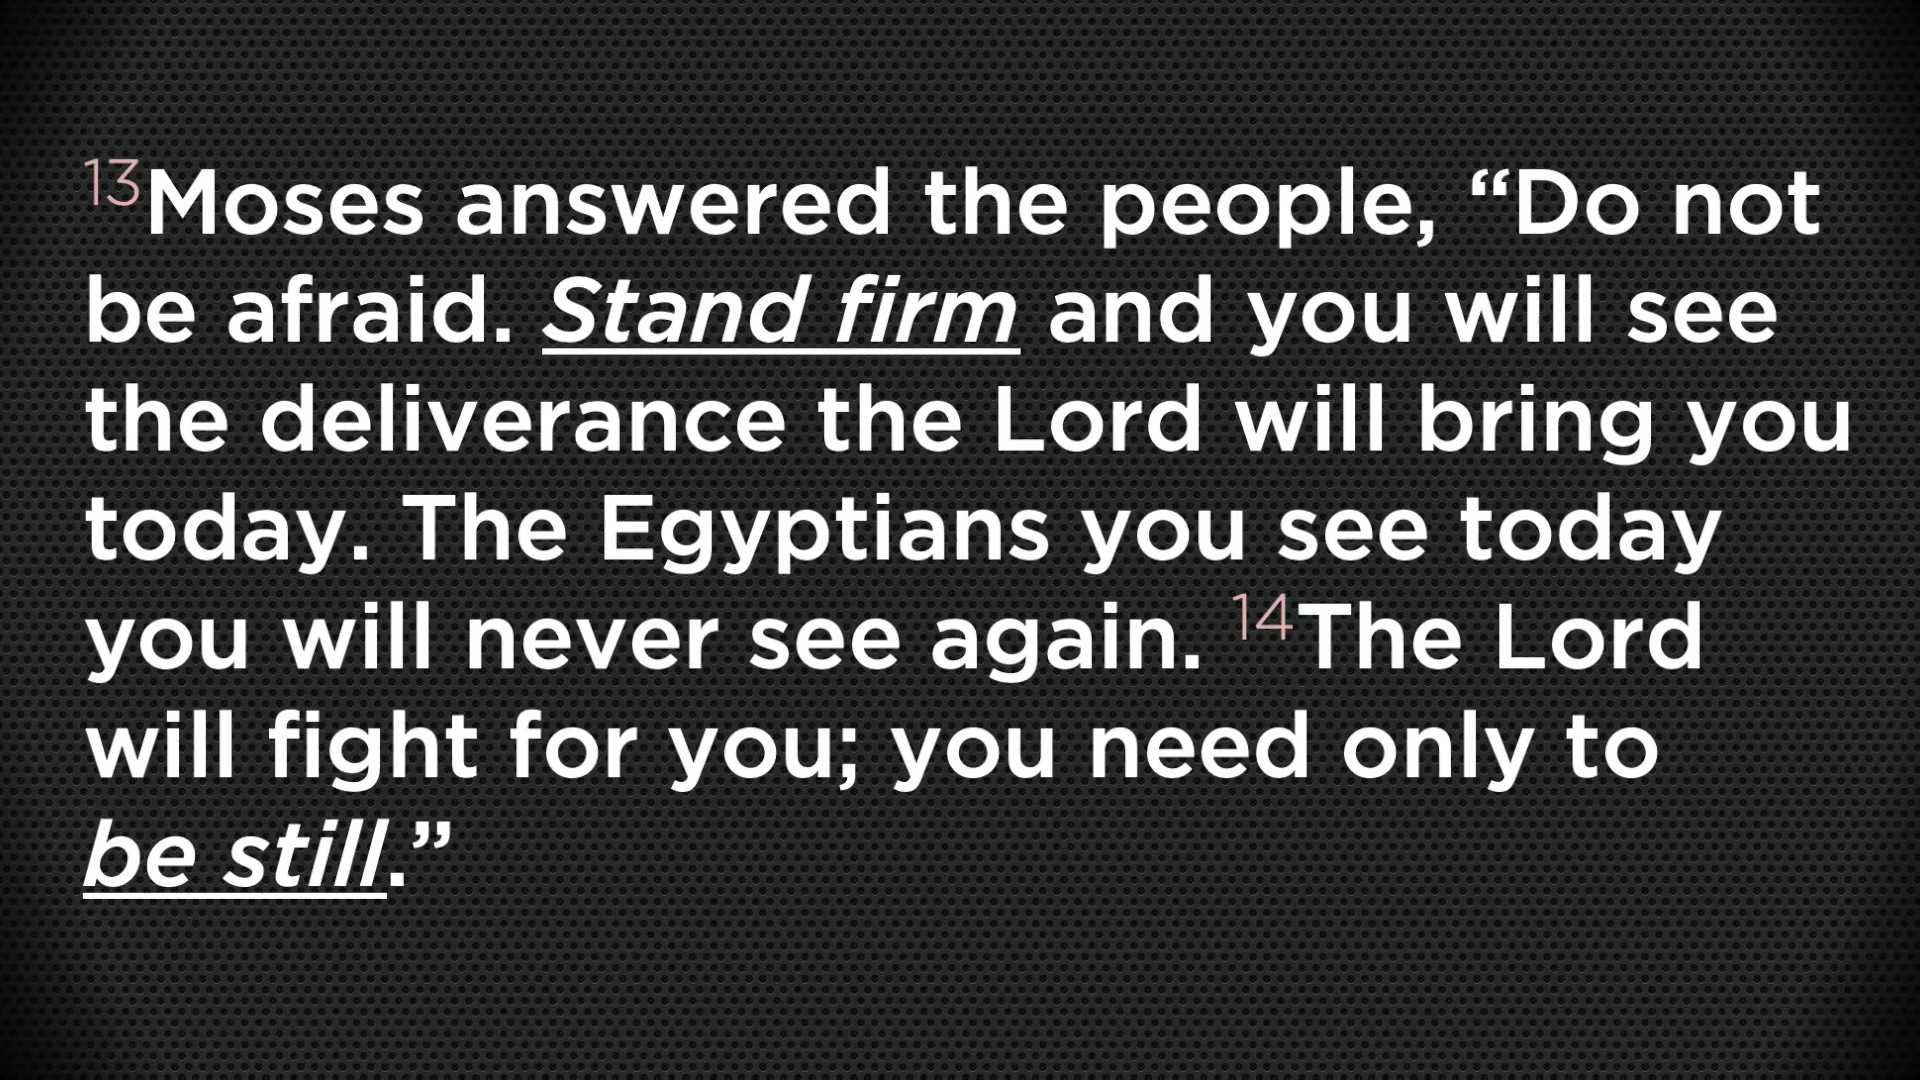 13Moses answered the people, “Do not
be afraid. Stand firm and you will see
the deliverance the Lord will bring you
today. The Egyptians you see today
you will never see again. 14The Lord
will fight for you; you need only to
be still.”